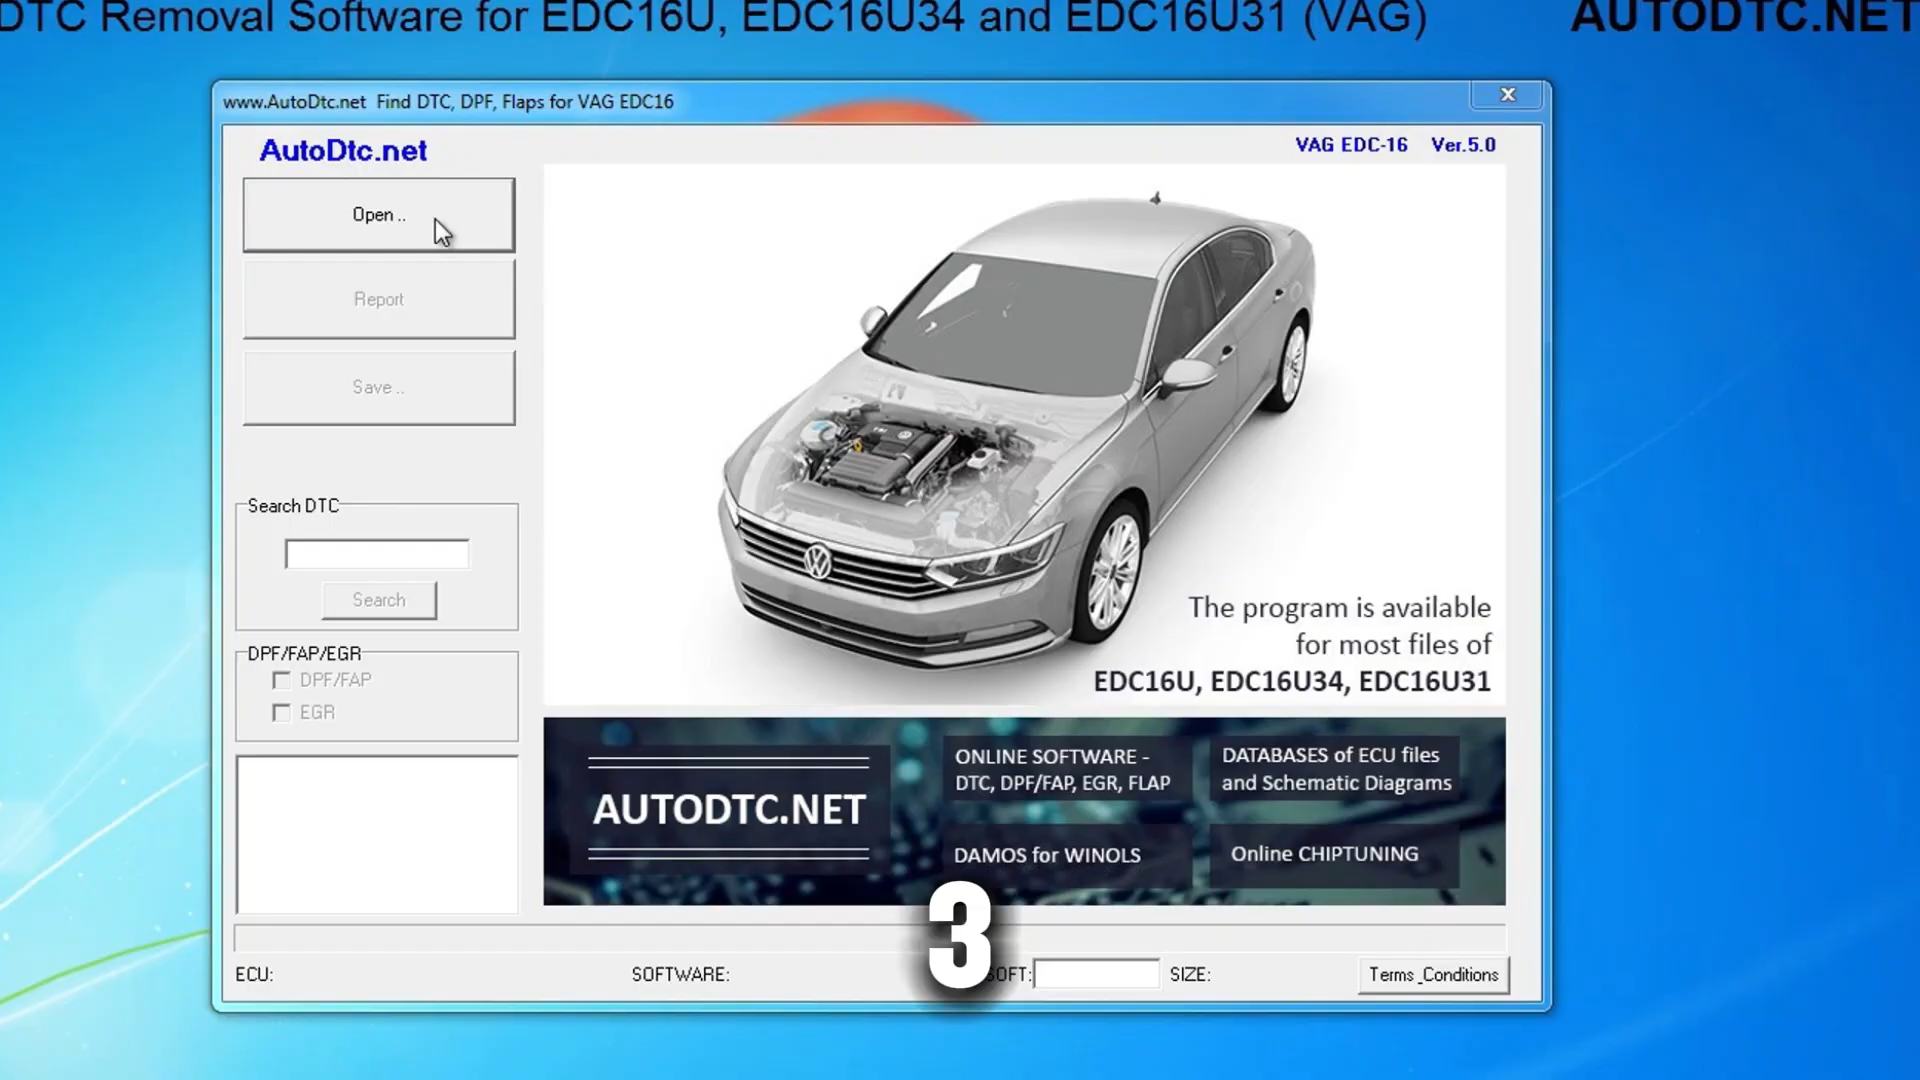 DTC Removal Software for EDC16U, EDC16U34 and EDC16U31 (VAG) AUTODTC.NET
www.AutoDtc.net Find DTC, DPF, Flaps for VAG EDC16
AutoDtc.net
VAG EDC-16 Ver.5.0
Open ..
Report
Save ..
Search DTC
Search
DPF/FAP/EGR
DPF/FAP
EGR
The program is available
for most files of
EDC16U, EDC16U34, EDC16U31
AUTODTC.NET
ONLINE SOFTWARE -
DTC, DPF/FAP, EGR, FLAP
DATABASES of ECU files
and Schematic Diagrams
DAMOS for WINOLS
Online CHIPTUNING
3
ECU:
SOFTWARE:
SOFT:
SIZE:
Terms_Conditions